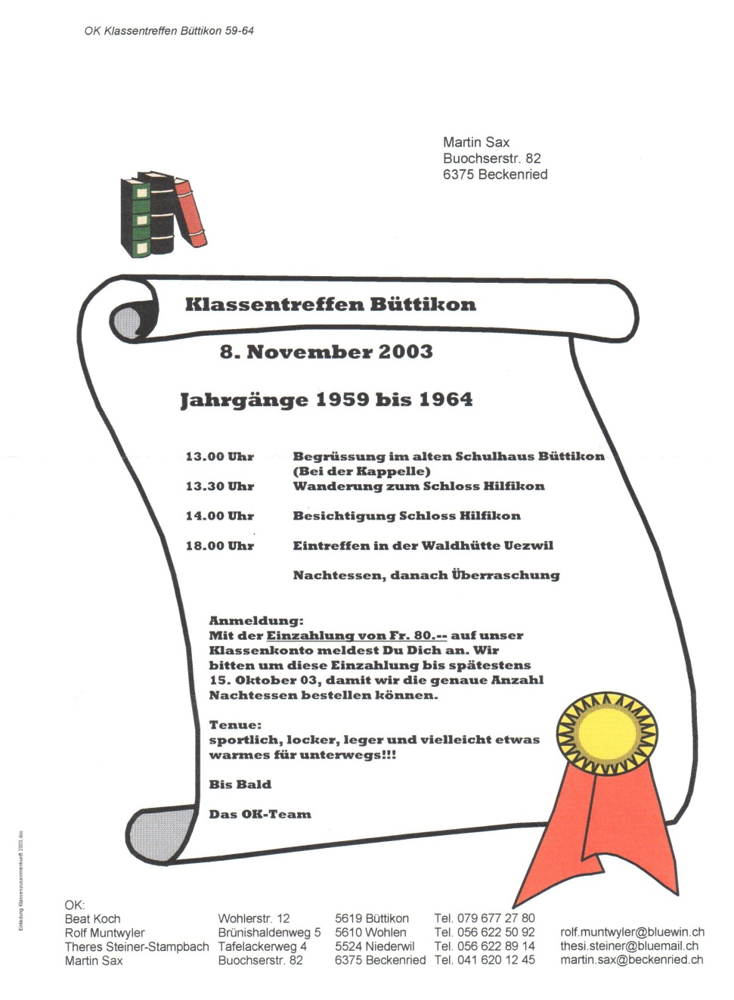 OK Klassentreffen Büttikon 59-64
Martin Sax
Buochserstr. 82
6375 Beckenried
Klassentreffen Büttikon
8. November 2003
Jahrgänge 1959 bis 1964
13.00 Uhr Begrüssung im alten Schulhaus Büttikon
(Bei der Kappelle)
13.30 Uhr Wanderung zum Schloss Hilfikon
14.00 Uhr Besichtigung Schloss Hilfikon
18.00 Uhr Eintreffen in der Waldhütte Uezwil
Nachtessen, danach Überraschung
Anmeldung:
Mit der Einzahlung von Fr. 80.-- auf unser
Klassenkonto meldest Du Dich an. Wir
bitten um diese Einzahlung bis spätestens
15. Oktober 03, damit wir die genaue Anzahl
Nachtessen bestellen können.
Tenue:
sportlich, locker, leger und vielleicht etwas
warmes für unterwegs!!!
Bis Bald
Das OK-Team
Einladung Klassenzusammenkunft 2003.doc
OK:
Beat Koch Wohlerstr. 12 5619 Büttikon Tel. 079 677 27 80
Rolf Muntwyler Brünishaldenweg 5 5610 Wohlen Tel. 056 622 50 92 rolf.muntwyler@bluewin.ch
Theres Steiner-Stampbach Tafelackerweg 4 5524 Niederwil Tel. 056 622 89 14 thesi.steiner@bluemail.ch
Martin Sax Buochserstr. 82 6375 Beckenried Tel. 041 620 12 45 martin.sax@beckenried.ch